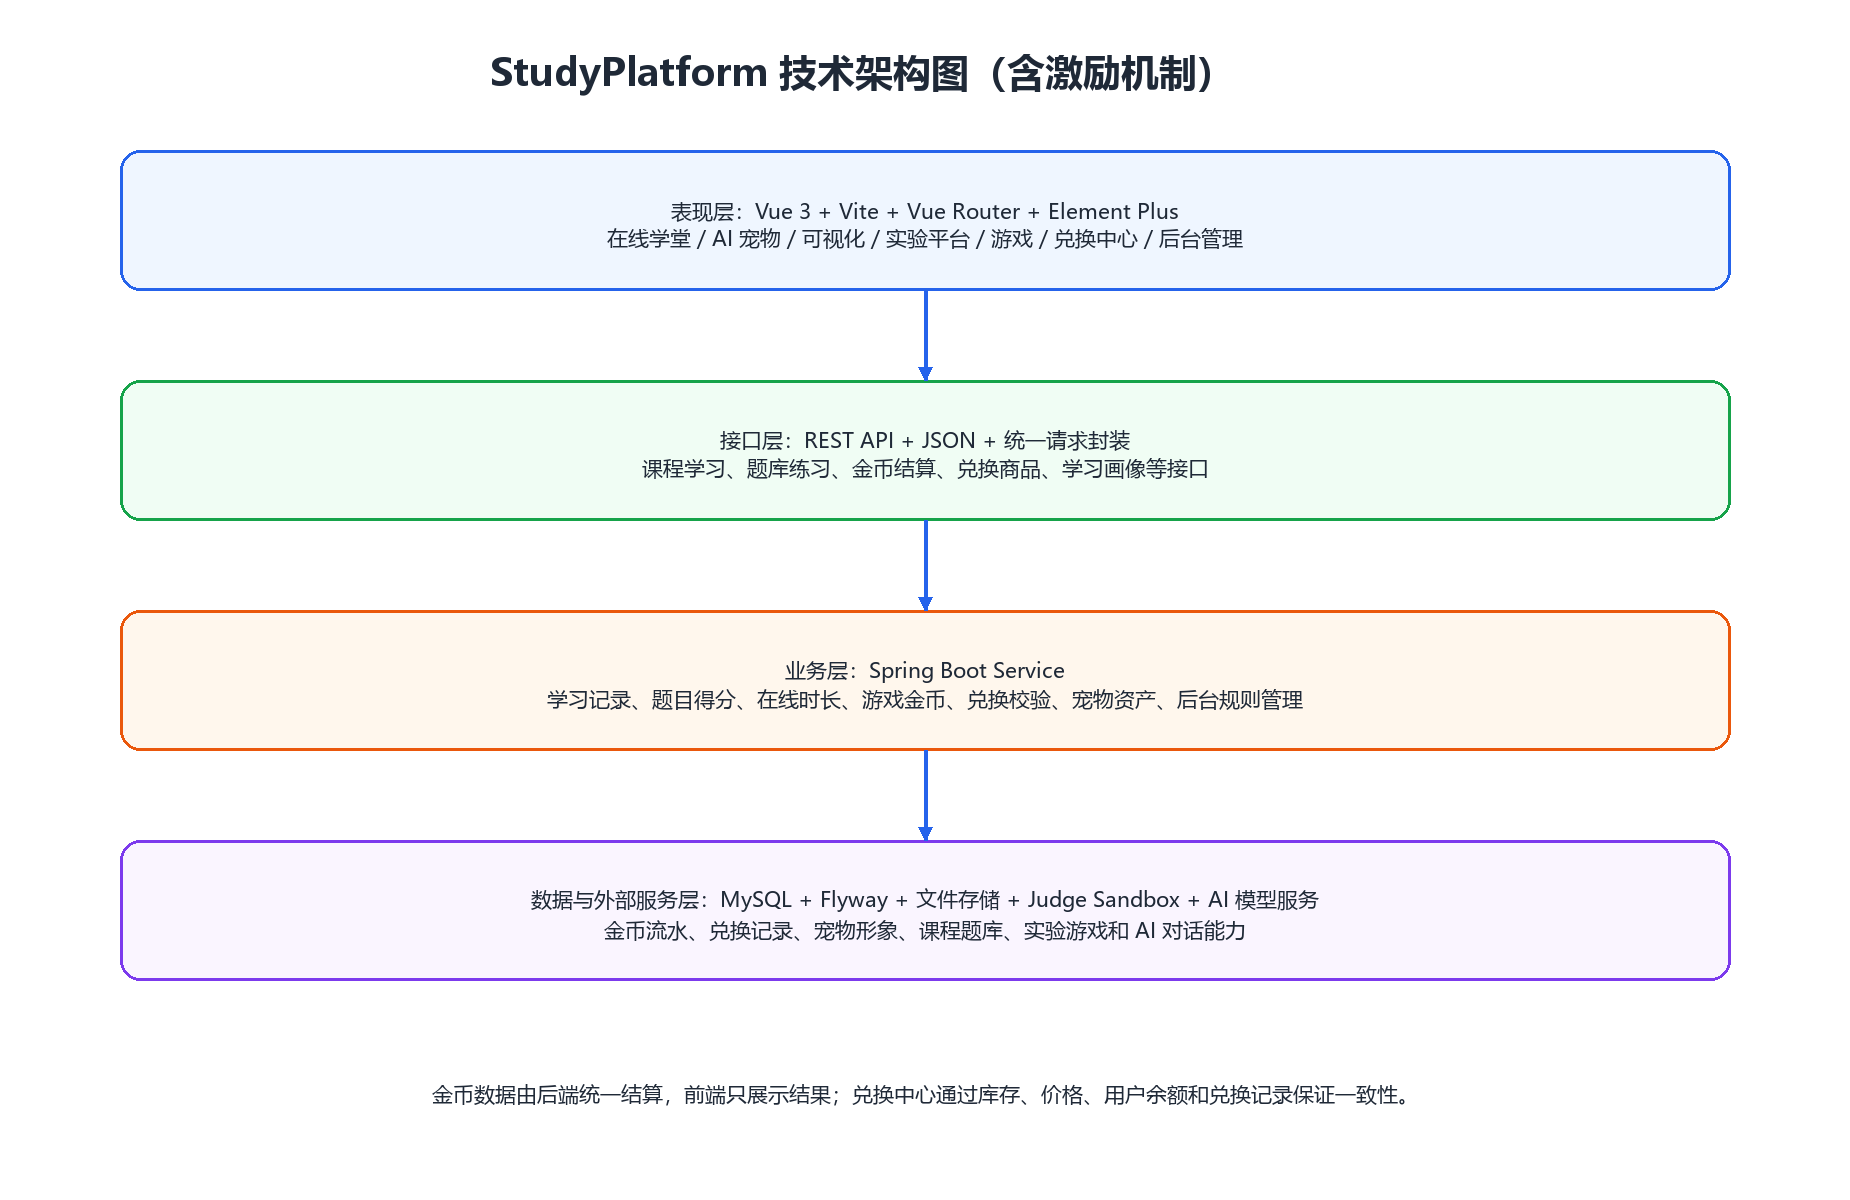 StudyPlatform 技术架构图（含激励机制）
表现层：Vue 3 + Vite + Vue Router + Element Plus
在线学堂 / AI 宠物 / 可视化 / 实验平台 / 游戏 / 兑换中心 / 后台管理
接口层：REST API + JSON + 统一请求封装
课程学习、题库练习、金币结算、兑换商品、学习画像等接口
业务层：Spring Boot Service
学习记录、题目得分、在线时长、游戏金币、兑换校验、宠物资产、后台规则管理
数据与外部服务层：MySQL + Flyway + 文件存储 + Judge Sandbox + AI 模型服务
金币流水、兑换记录、宠物形象、课程题库、实验游戏和 AI 对话能力
金币数据由后端统一结算，前端只展示结果；兑换中心通过库存、价格、用户余额和兑换记录保证一致性。